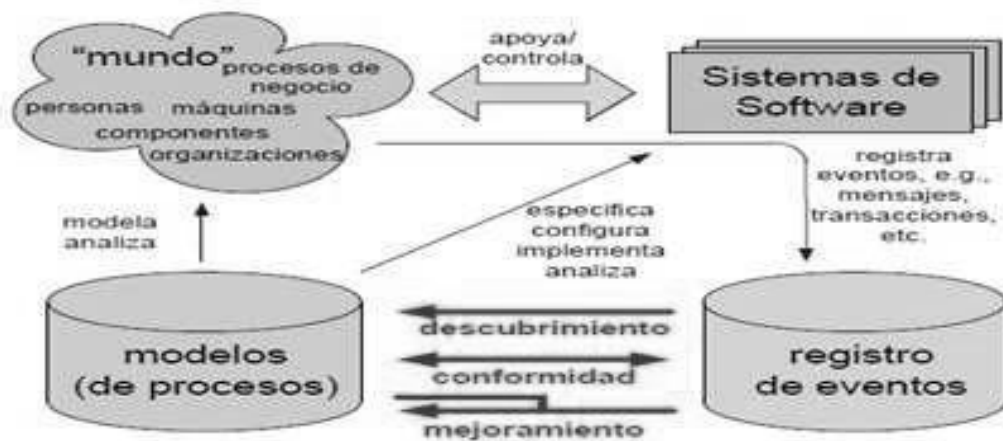 "mundo"
procesos de
negocio
personas máquinas
componentes
organizaciones
apoya/
controla
Sistemas de
Software
registra
eventos, e.g.,
mensajes,
transacciones,
etc.
modela
analiza
especifica
configura
implementa
analiza
modelos
(de procesos)
descubrimiento
conformidad
mejoramiento
registro
de eventos